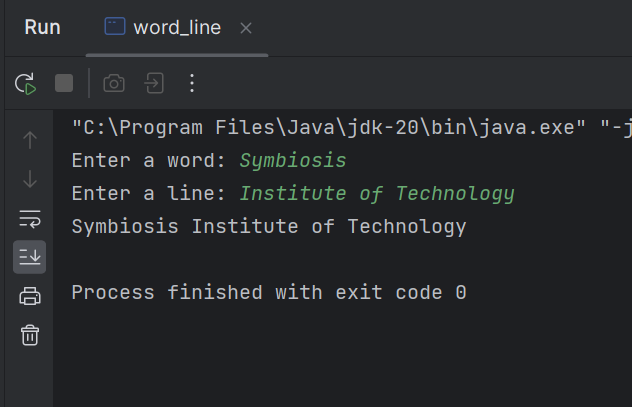 Run word_line
"C:\Program Files\Java\jdk-20\bin\java.exe" "-j
Enter a word: Symbiosis
Enter a line: Institute of Technology
Symbiosis Institute of Technology
Process finished with exit code 0